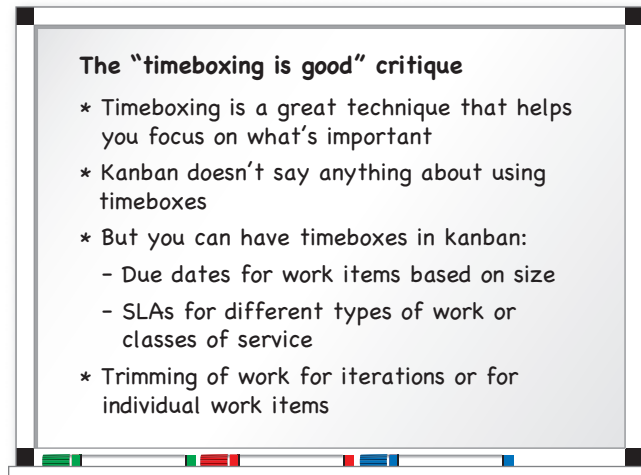 The “timeboxing is good” critique
* Timeboxing is a great technique that helps
you focus on what’s important
* Kanban doesn’t say anything about using
timeboxes
* But you can have timeboxes in kanban:
– Due dates for work items based on size
– SLAs for different types of work or
classes of service
* Trimming of work for iterations or for
individual work items